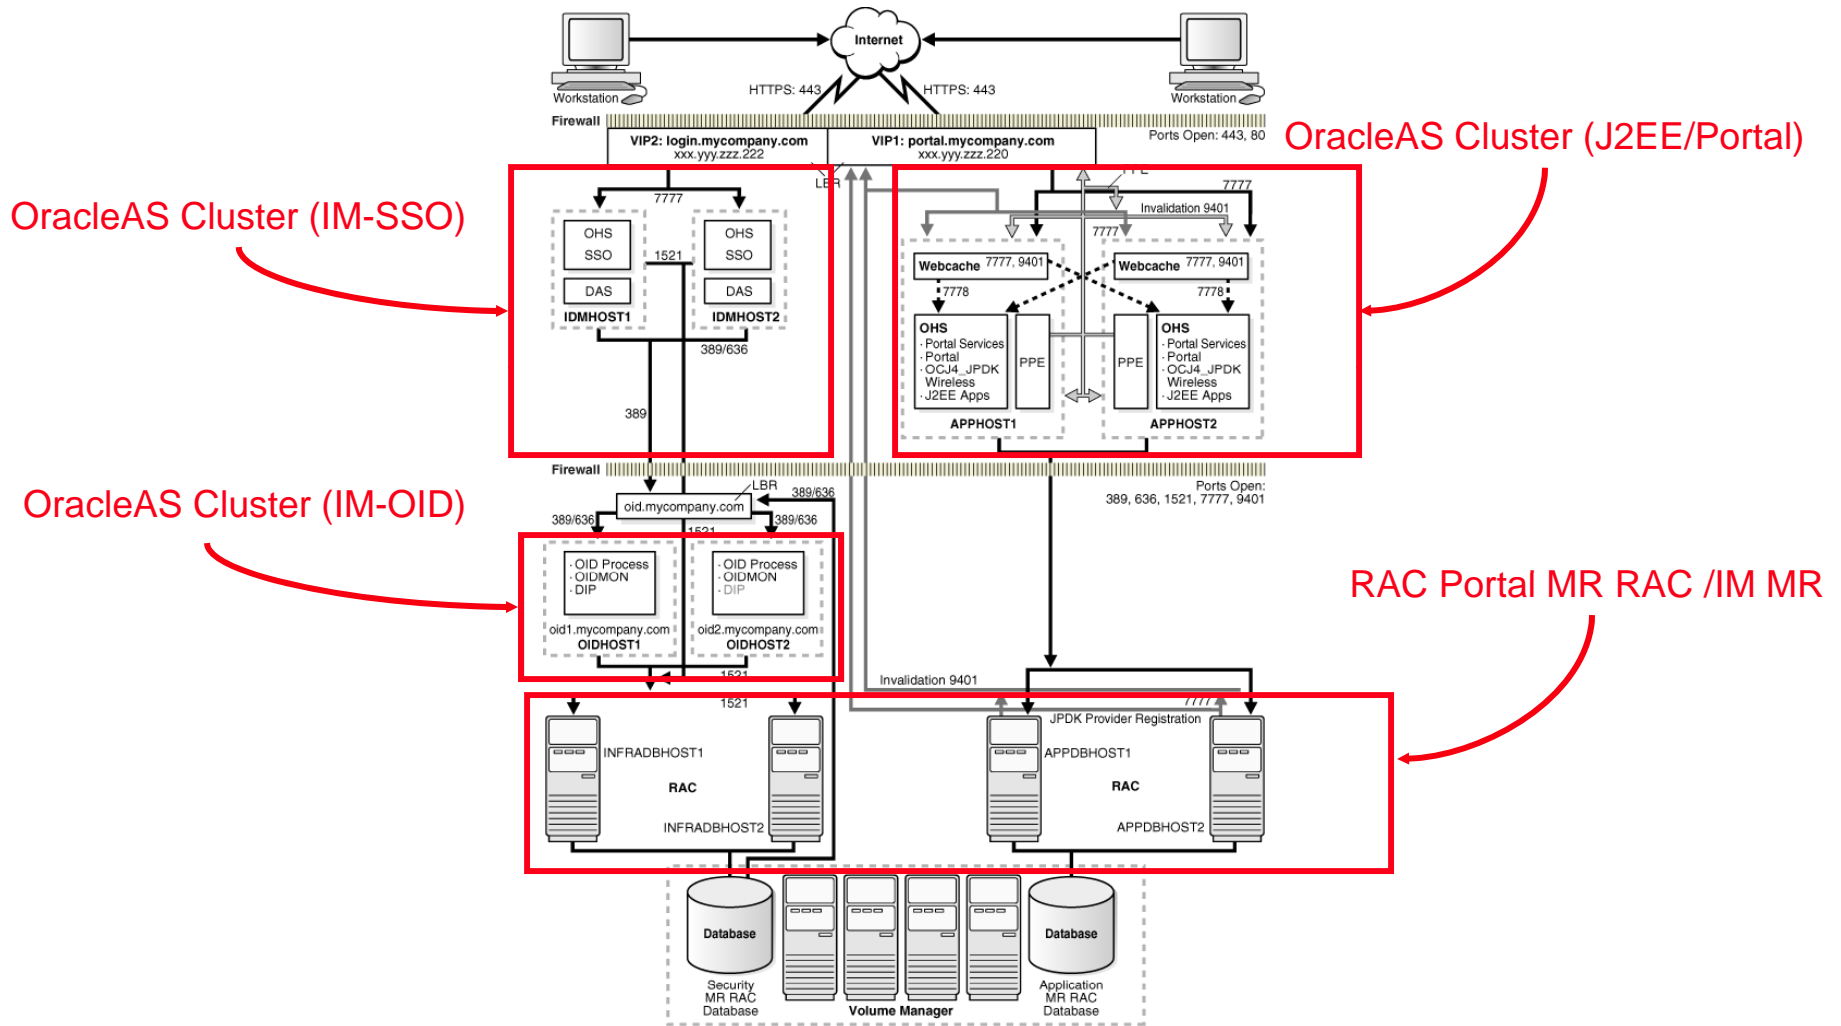 Internet
HTTPS: 443
HTTPS: 443
Workstation
Workstation
Firewall
Ports Open: 443, 80
VIP2: login.mycompany.com
xxx.yyy.zzz.222
VIP1: portal.mycompany.com
xxx.yyy.zzz.220
OracleAS Cluster (J2EE/Portal)
LBR
PPE
OracleAS Cluster (IM-SSO)
7777
7777
Invalidation 9401
7777
OHS
SSO
DAS
IDMHOST1
1521
OHS
SSO
DAS
IDMHOST2
389/636
389
Webcache 7777, 9401
Webcache 7777, 9401
7778
7778
OHS
· Portal Services
· Portal
· OCJ4_JPDK
Wireless
· J2EE Apps
PPE
APPHOST1
PPE
OHS
· Portal Services
· Portal
· OCJ4_JPDK
Wireless
· J2EE Apps
APPHOST2
Firewall
Ports Open:
389, 636, 1521, 7777, 9401
OracleAS Cluster (IM-OID)
LBR
oid.mycompany.com
389/636
389/636
389/636
1521
· OID Process
· OIDMON
· DIP
oid1.mycompany.com
OIDHOST1
· OID Process
· OIDMON
· DIP
oid2.mycompany.com
OIDHOST2
RAC Portal MR RAC /IM MR
1521
1521
Invalidation 9401
7777
JPDK Provider Registration
INFRADBHOST1
RAC
INFRADBHOST2
APPDBHOST1
RAC
APPDBHOST2
Database
Security
MR RAC
Database
Volume Manager
Database
Application
MR RAC
Database